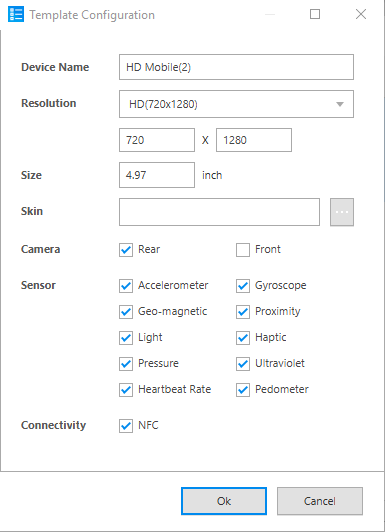 Template Configuration
Device Name HD Mobile(2)
Resolution HD(720x1280)
720 X 1280
Size 4.97 inch
Skin ...
Camera Rear Front
Sensor Accelerometer Gyroscope
Geo-magnetic Proximity
Light Haptic
Pressure Ultraviolet
Heartbeat Rate Pedometer
Connectivity NFC
Ok Cancel